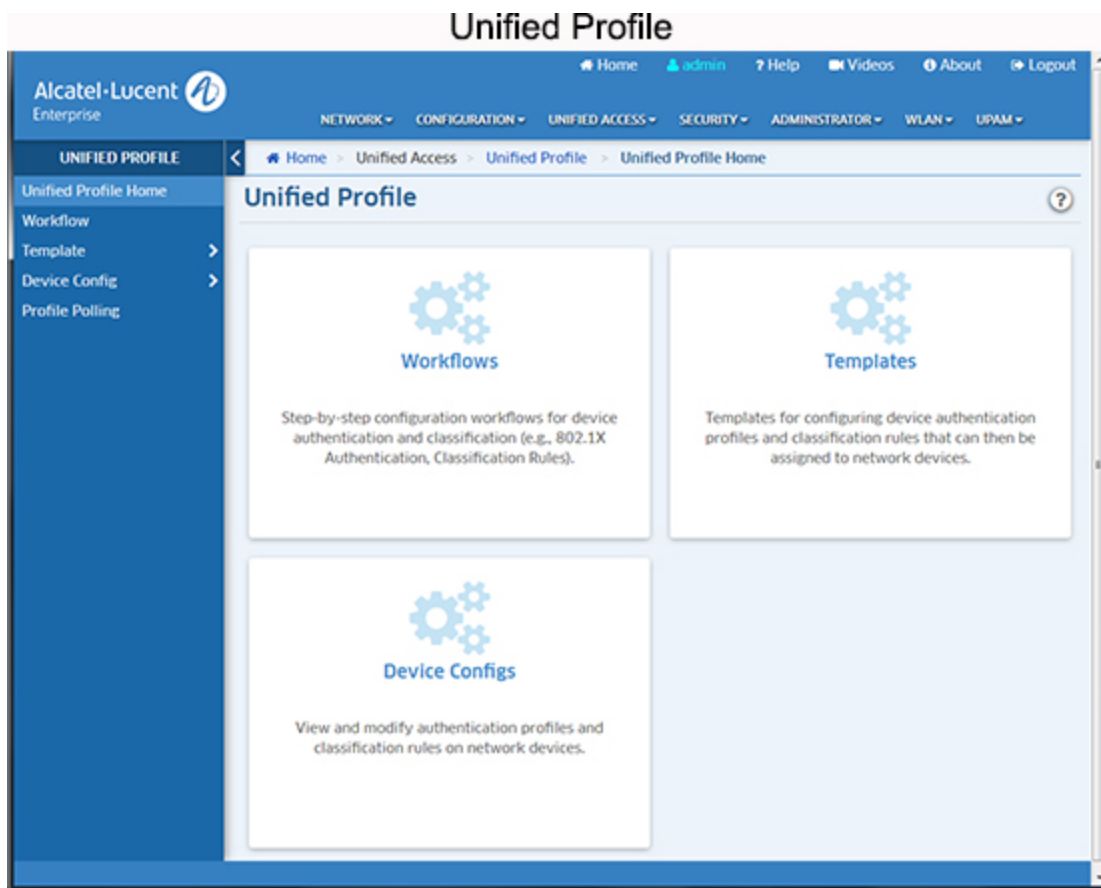 Unified Profile
Home admin ? Help Videos About Logout
Alcatel·Lucent
Enterprise
NETWORK CONFIGURATION UNIFIED ACCESS SECURITY ADMINISTRATOR WLAN UPAM
UNIFIED PROFILE
Home > Unified Access > Unified Profile > Unified Profile Home
Unified Profile Home
Workflow
Template
Device Config
Profile Polling
Unified Profile
?
Workflows
Step-by-step configuration workflows for device
authentication and classification (e.g., 802.1X
Authentication, Classification Rules).
Templates
Templates for configuring device authentication
profiles and classification rules that can then be
assigned to network devices.
Device Configs
View and modify authentication profiles and
classification rules on network devices.